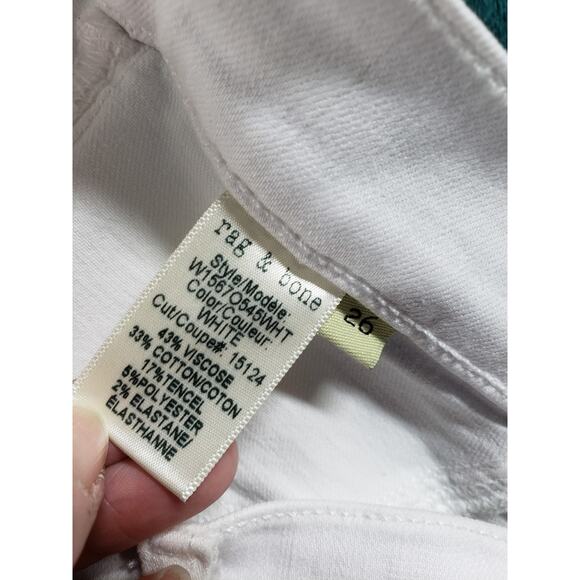 rag & bone
Style/Modèle:
W1567O545WHT
Color/Couleur:
WHITE
Cut/Coupe#: 15124
43% VISCOSE
33% COTTON/COTON
17%TENCEL
5%POLYESTER
2% ELASTANE/
ÉLASTHANNE
26